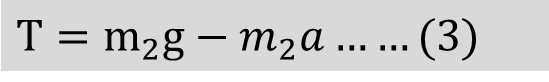 T = m₂g − m₂a … … (3)